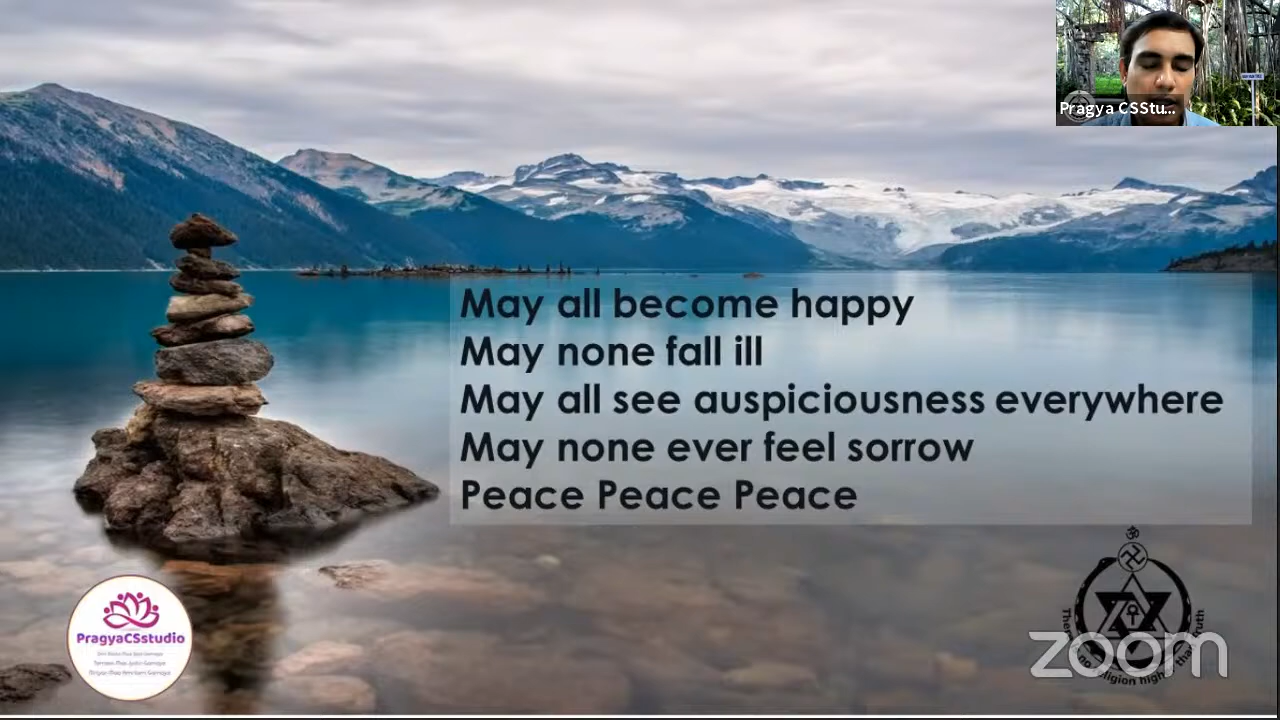 Pragya CSStu...
May all become happy
May none fall ill
May all see auspiciousness everywhere
May none ever feel sorrow
Peace Peace Peace
ॐ
PragyaCSstudio
zoom